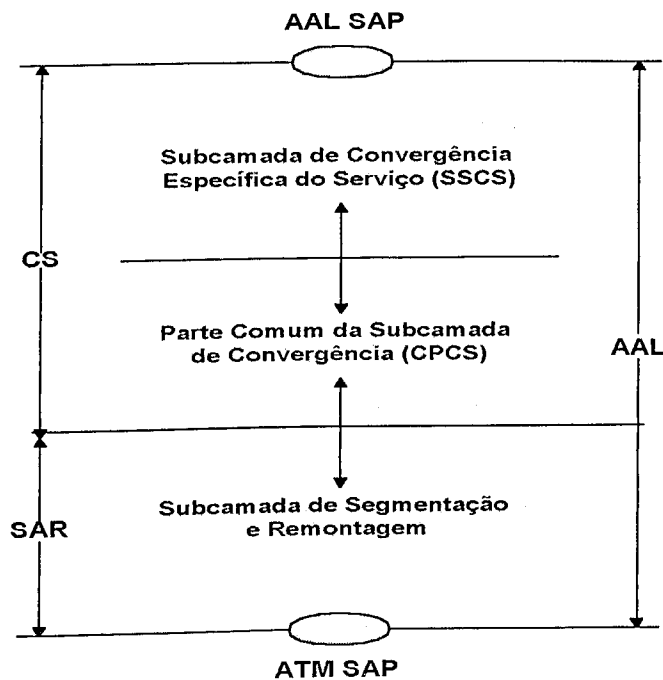 AAL SAP
Subcamada de Convergência
Específica do Serviço (SSCS)
CS
Parte Comum da Subcamada
de Convergência (CPCS)
AAL
Subcamada de Segmentação
e Remontagem
SAR
ATM SAP